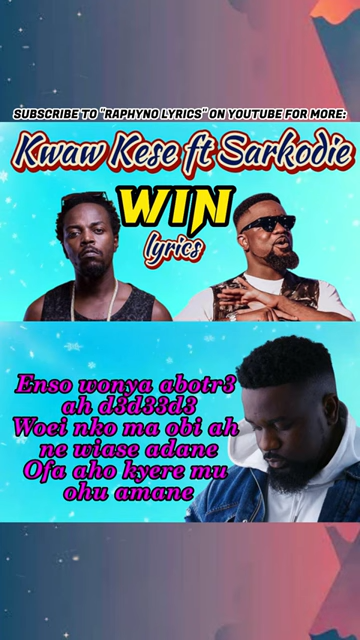 SUBSCRIBE TO "RAPHYNO LYRICS" ON YOUTUBE FOR MORE:
Kwaw Kese ft Sarkodie
WIN
lyrics
Enso wonya abotr3
ah d3d33d3
Woei nko ma obi ah
ne wiase adane
Ofa aho kyere mu
ohu amane